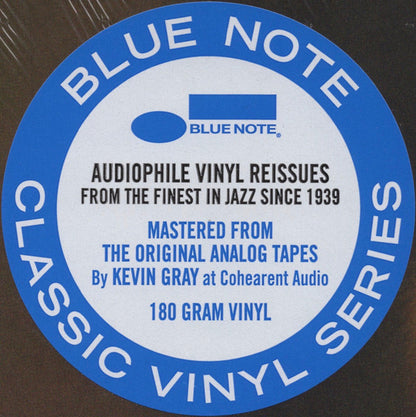 BLUE NOTE
BLUE NOTE®
AUDIOPHILE VINYL REISSUES
FROM THE FINEST IN JAZZ SINCE 1939
MASTERED FROM
THE ORIGINAL ANALOG TAPES
By KEVIN GRAY at Cohearent Audio
180 GRAM VINYL
CLASSIC VINYL SERIES